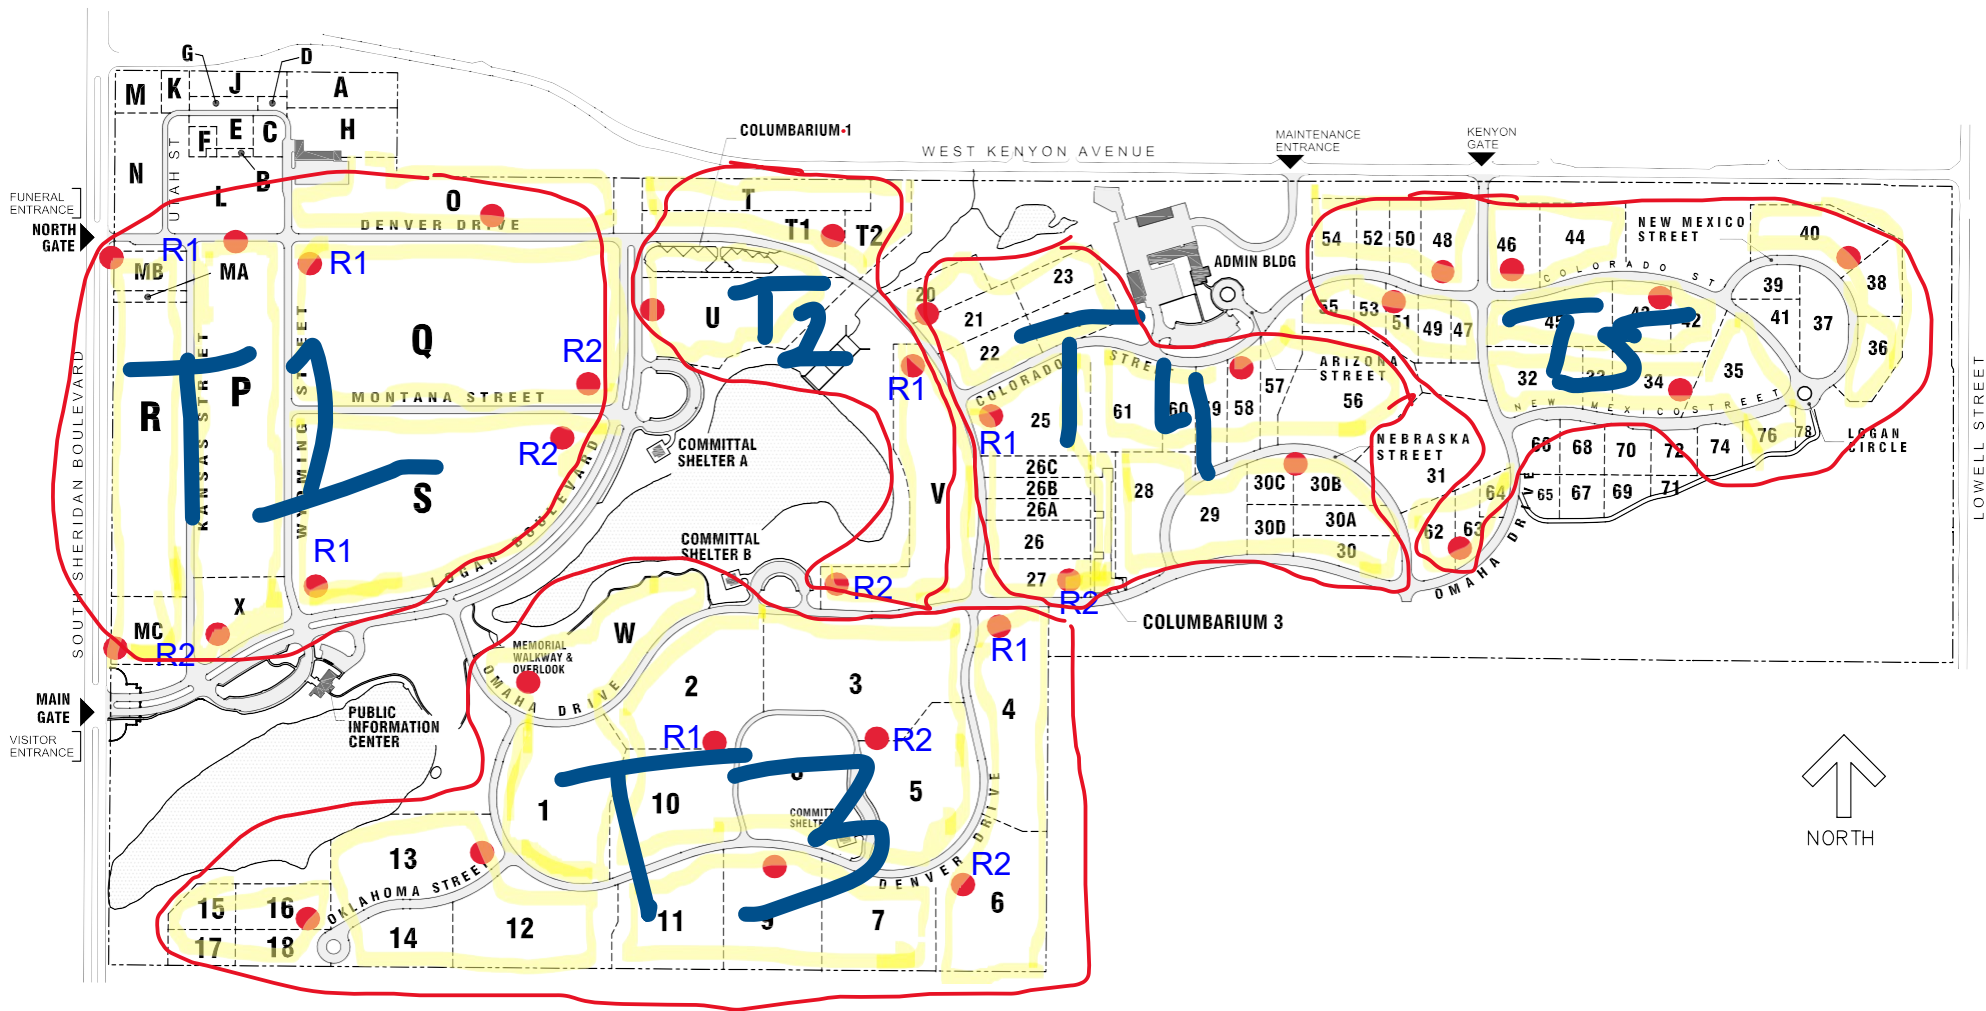 G
D
M
K
J
A
F
E
C
H
N
B
L
UTAH ST
COLUMBARIUM 1
WEST KENYON AVENUE
MAINTENANCE
ENTRANCE
KENYON
GATE
FUNERAL
ENTRANCE
NORTH
GATE
O
DENVER DRIVE
T
T1
T2
R1
R1
MB
MA
Q
R2
MONTANA STREET
R2
R
P
S
T1
KANSAS STREET
WYOMING STREET
SOUTH SHERIDAN BOULEVARD
LOGAN BOULEVARD
R1
X
MC
R2
MAIN
GATE
VISITOR
ENTRANCE
PUBLIC
INFORMATION
CENTER
U
T2
COMMITTAL
SHELTER A
COMMITTAL
SHELTER B
R1
V
R2
20
21
22
23
ADMIN BLDG
COLORADO STREET
T4
R1
25
26C
26B
26A
26
27
R2
61
60
59
58
57
56
ARIZONA
STREET
NEBRASKA
STREET
28
29
30C
30B
30D
30A
30
31
62
63
64
OMAHA DRIVE
COLUMBARIUM 3
54
52
50
48
46
44
NEW MEXICO
STREET
40
38
39
41
37
36
COLORADO ST
55
53
51
49
47
45
43
42
T5
32
33
34
35
NEW MEXICO STREET
66
68
70
72
74
76
78
65
67
69
71
LOGAN
CIRCLE
LOWELL STREET
W
MEMORIAL
WALKWAY &
OVERLOOK
OMAHA DRIVE
2
3
4
R1
R1
R2
1
10
8
5
T3
COMMITTAL
SHELTER
DENVER DRIVE
R2
6
13
OKLAHOMA STREET
15
16
17
18
14
12
11
9
7
NORTH